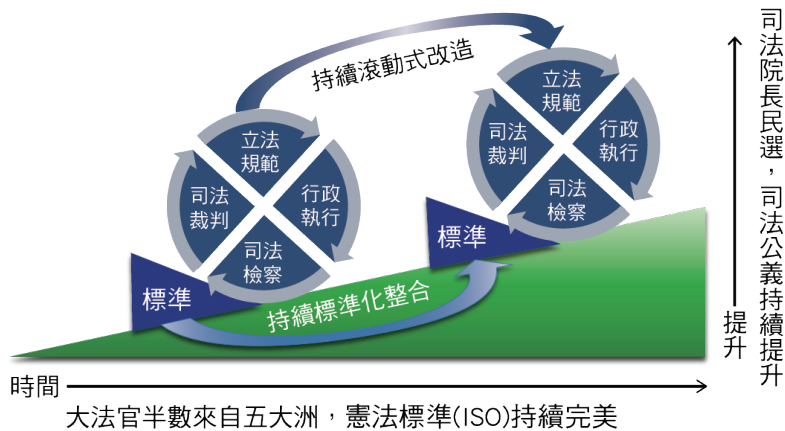 持續滾動式改造
立法
規範
行政
執行
司法
檢察
司法
裁判
標準
立法
規範
行政
執行
司法
檢察
司法
裁判
標準
持續標準化整合
時間
大法官半數來自五大洲，憲法標準(ISO)持續完美
提升
司法院長民選，司法公義持續提升